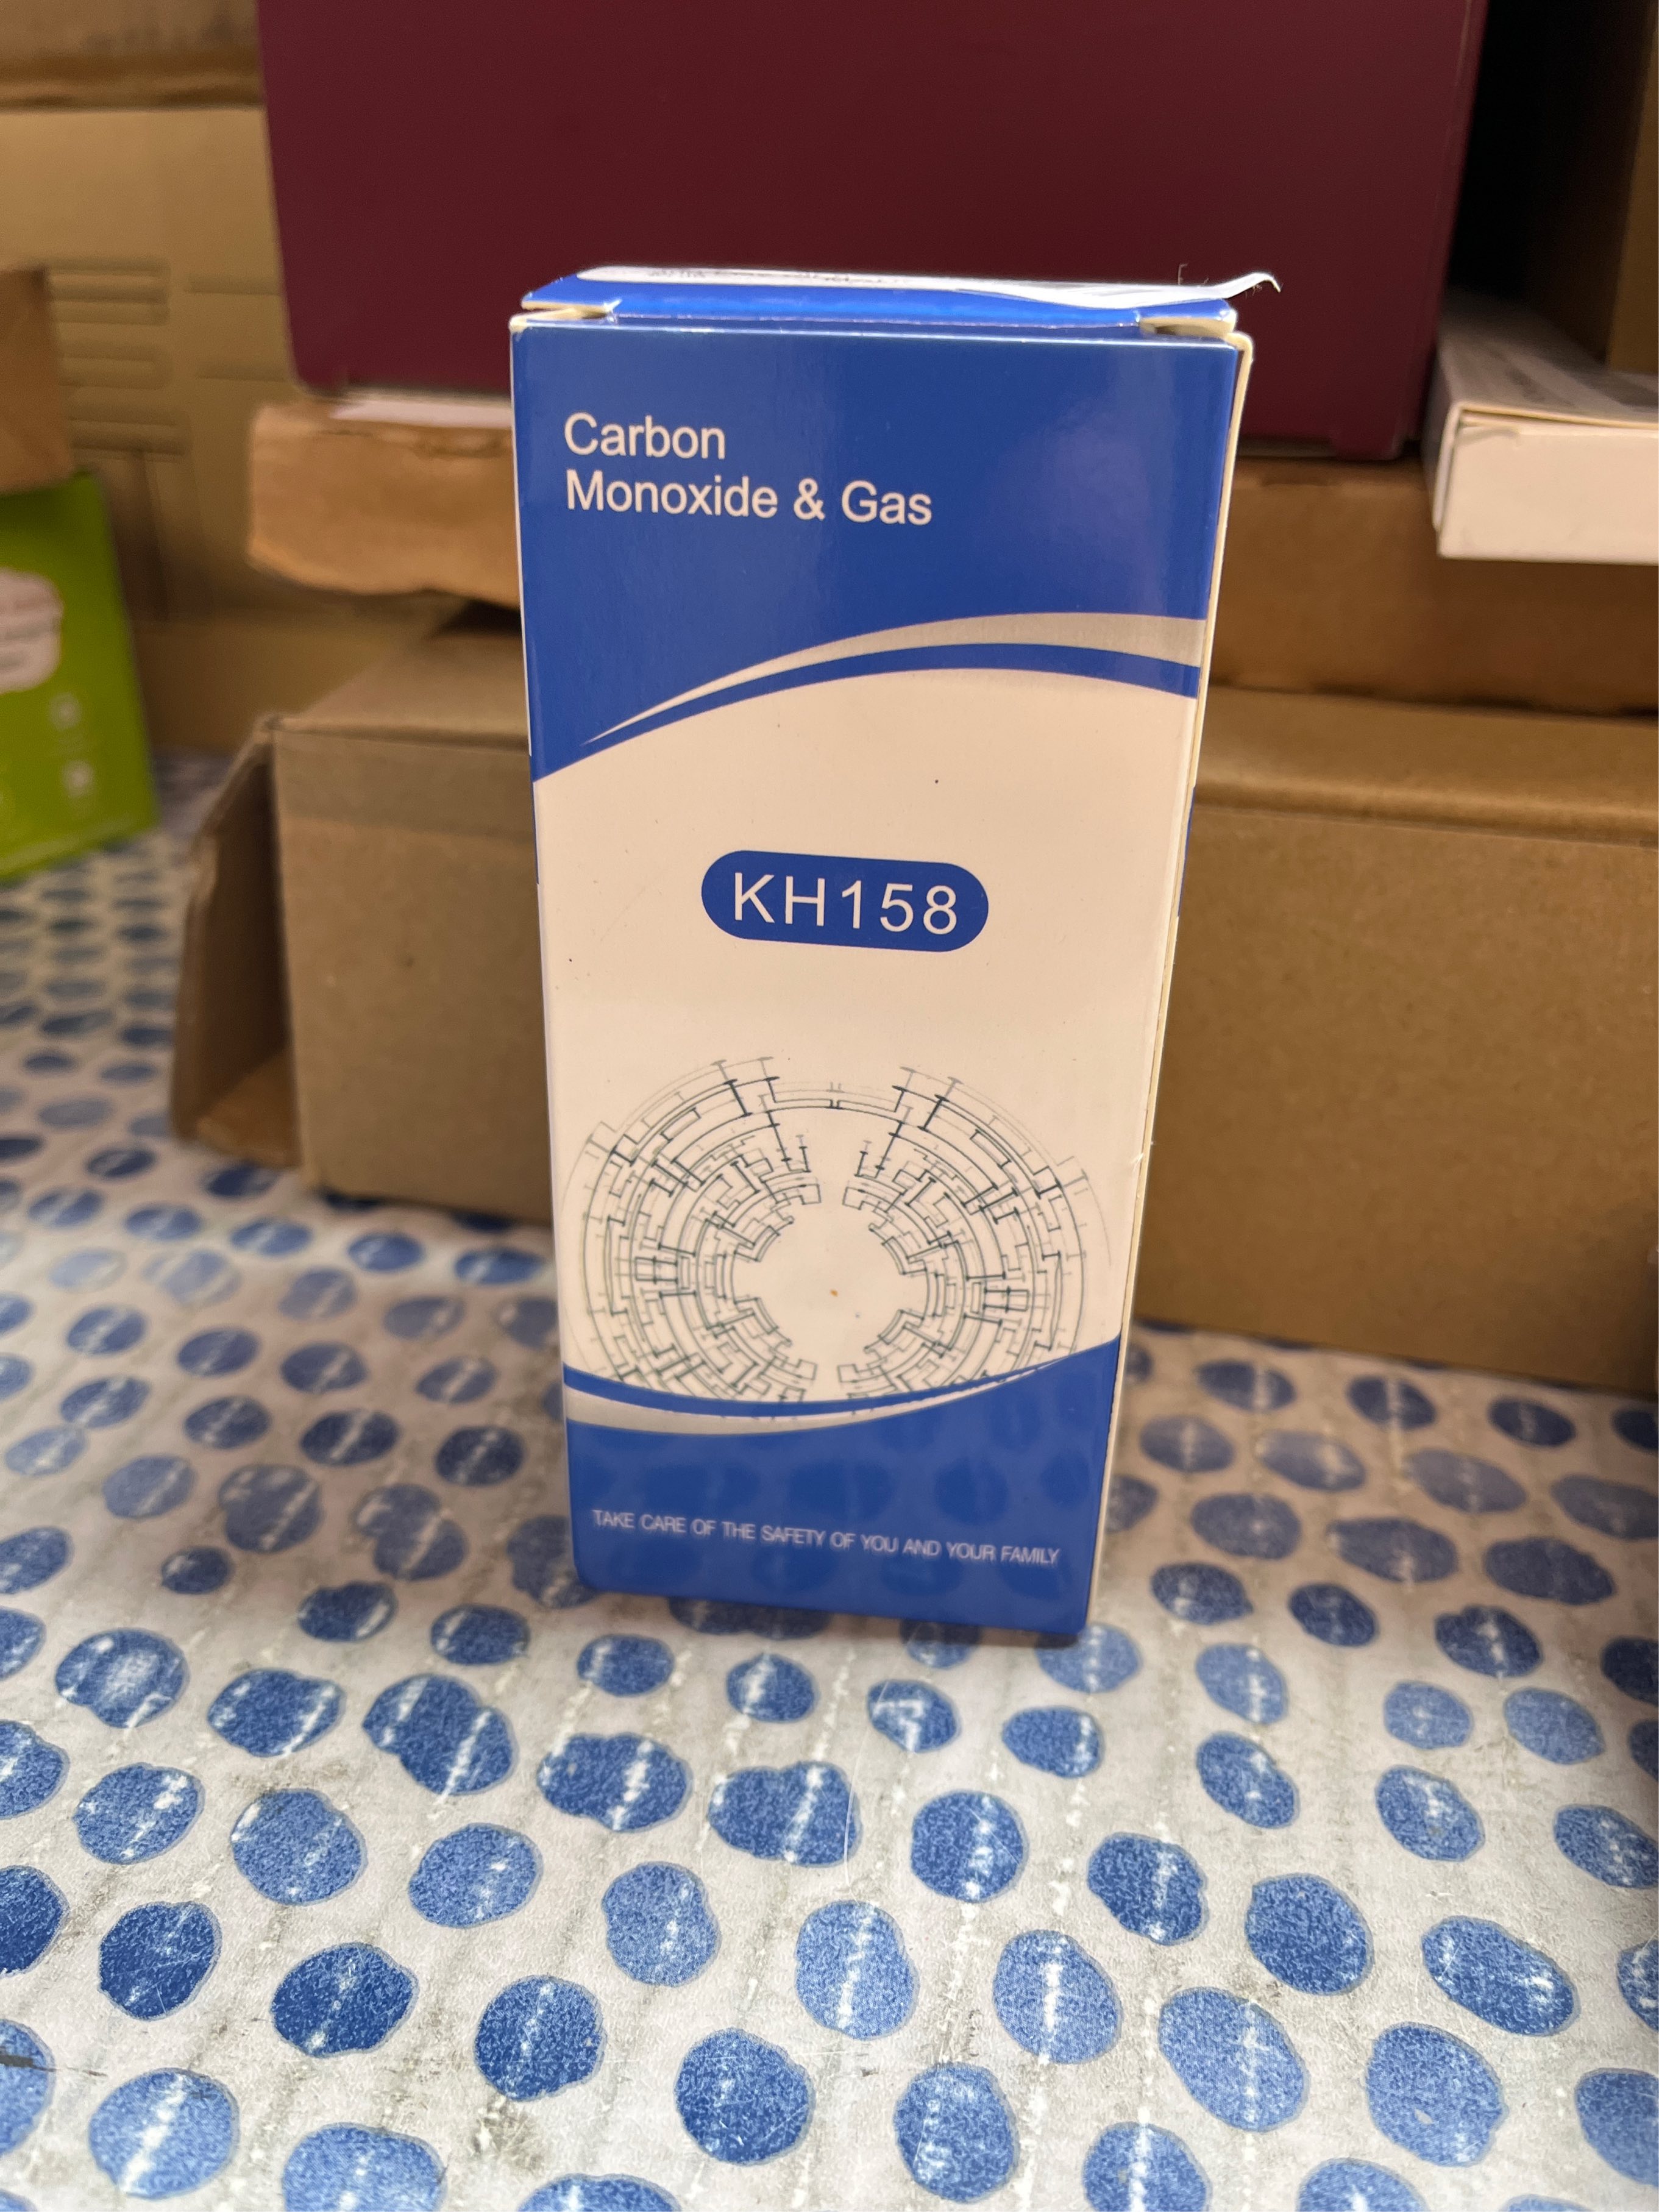 Carbon
Monoxide & Gas
KH158
TAKE CARE OF THE SAFETY OF YOU AND YOUR FAMILY